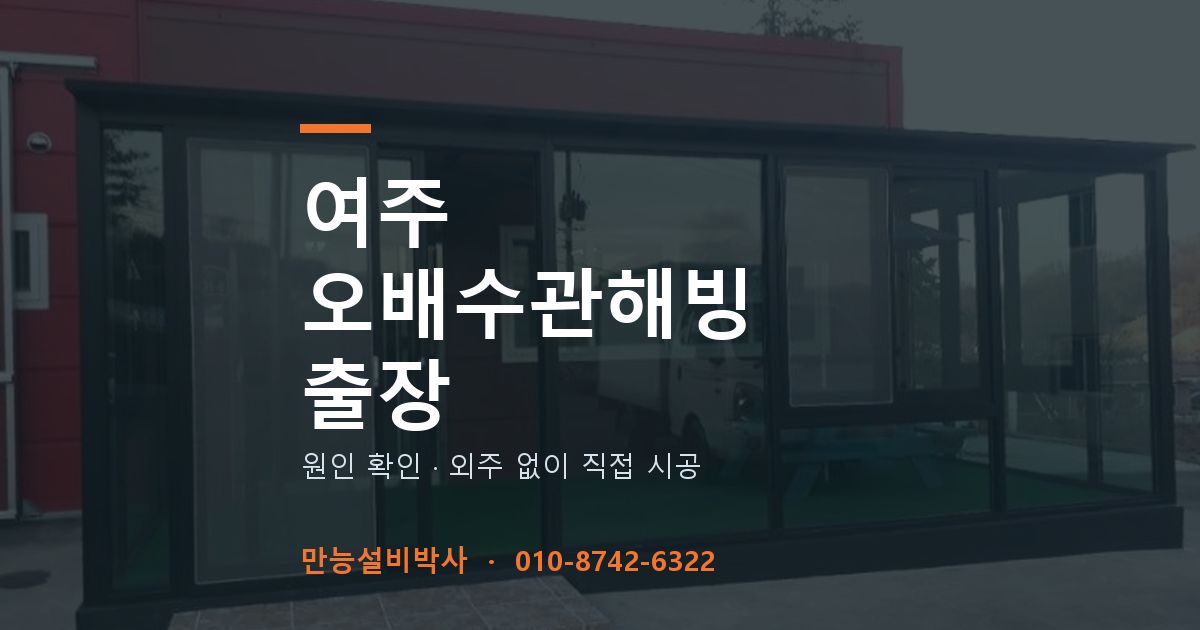 여주
오배수관해빙
출장
원인 확인 · 외주 없이 직접 시공
만능설비박사 · 010-8742-6322